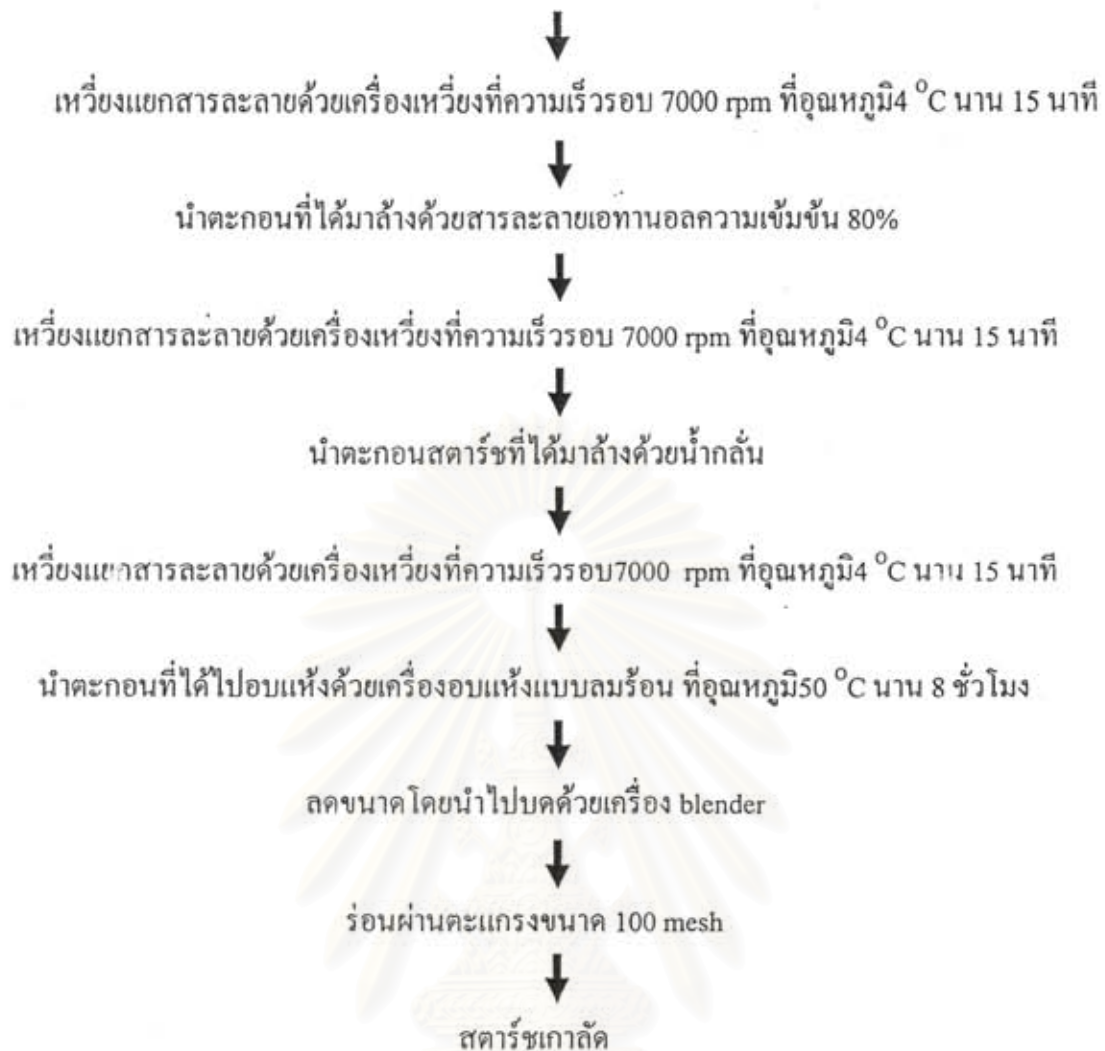 เหวี่ยงแยกสารละลายด้วยเครื่องเหวี่ยงที่ความเร็วรอบ 7000 rpm ที่อุณหภูมิ4 °C นาน 15 นาที
นำตะกอนที่ได้มาล้างด้วยสารละลายเอทานอลความเข้มข้น 80%
เหวี่ยงแยกสารละลายด้วยเครื่องเหวี่ยงที่ความเร็วรอบ 7000 rpm ที่อุณหภูมิ4 °C นาน 15 นาที
นำตะกอนสตาร์ชที่ได้มาล้างด้วยน้ำกลั่น
เหวี่ยงแยกสารละลายด้วยเครื่องเหวี่ยงที่ความเร็วรอบ7000 rpm ที่อุณหภูมิ4 °C นาน 15 นาที
นำตะกอนที่ได้ไปอบแห้งด้วยเครื่องอบแห้งแบบลมร้อน ที่อุณหภูมิ50 °C นาน 8 ชั่วโมง
ลดขนาดโดยนำไปบดด้วยเครื่อง blender
ร่อนผ่านตะแกรงขนาด 100 mesh
สตาร์ชเกาลัด